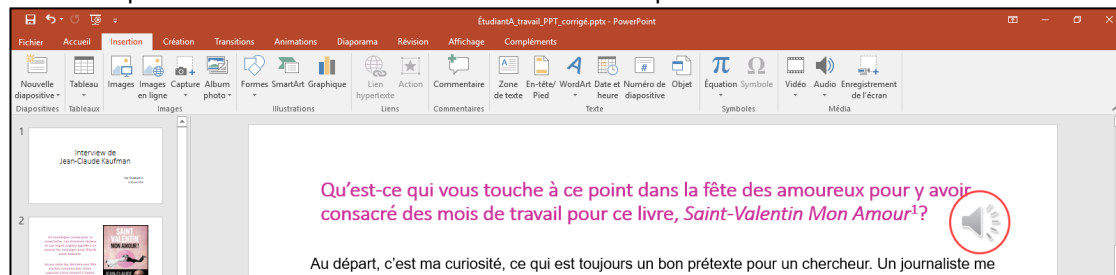 ÉtudiantA_travail_PPT_corrigé.pptx - PowerPoint
Fichier Accueil Insertion Création Transitions Animations Diaporama Révision Affichage Compléments
Nouvelle Tableau Images Images Capture Album Formes SmartArt Graphique Lien Action Commentaire Zone En-tête/ WordArt Date et Numéro de Objet Équation Symbole Vidéo Audio Enregistrement
diapositive en ligne photo hypertexte de texte Pied heure diapositive de l'écran
Diapositives Tableaux Images Illustrations Liens Commentaires Texte Symboles Média
1
Interview de
Jean-Claude Kaufman
2
SAINT
VALENTIN
MON AMOUR!
Qu'est-ce qui vous touche à ce point dans la fête des amoureux pour y avoir
consacré des mois de travail pour ce livre, Saint-Valentin Mon Amour1?
Au départ, c'est ma curiosité, ce qui est toujours un bon prétexte pour un chercheur. Un journaliste me